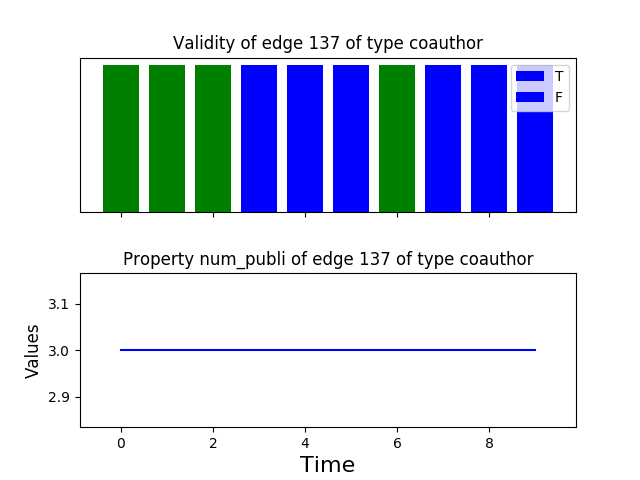 Validity of edge 137 of type coauthor
T
F
Property num_publi of edge 137 of type coauthor
3.1
3.0
2.9
Values
0 2 4 6 8
Time